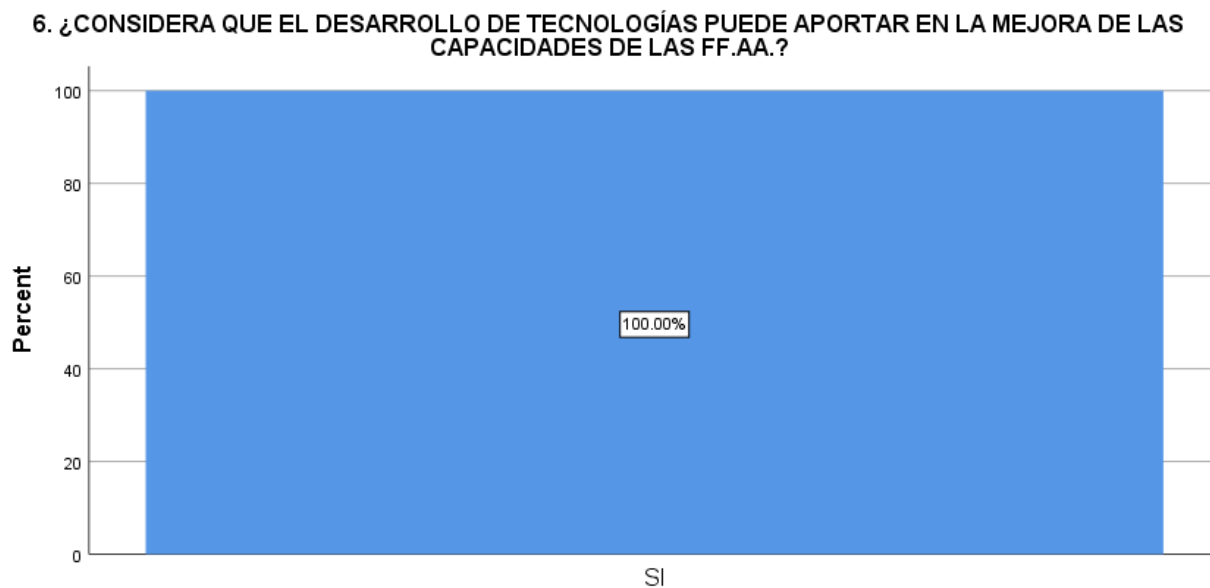 6. ¿CONSIDERA QUE EL DESARROLLO DE TECNOLOGÍAS PUEDE APORTAR EN LA MEJORA DE LAS
CAPACIDADES DE LAS FF.AA.?
100
80
60
40
20
0
Percent
100.00%
SI